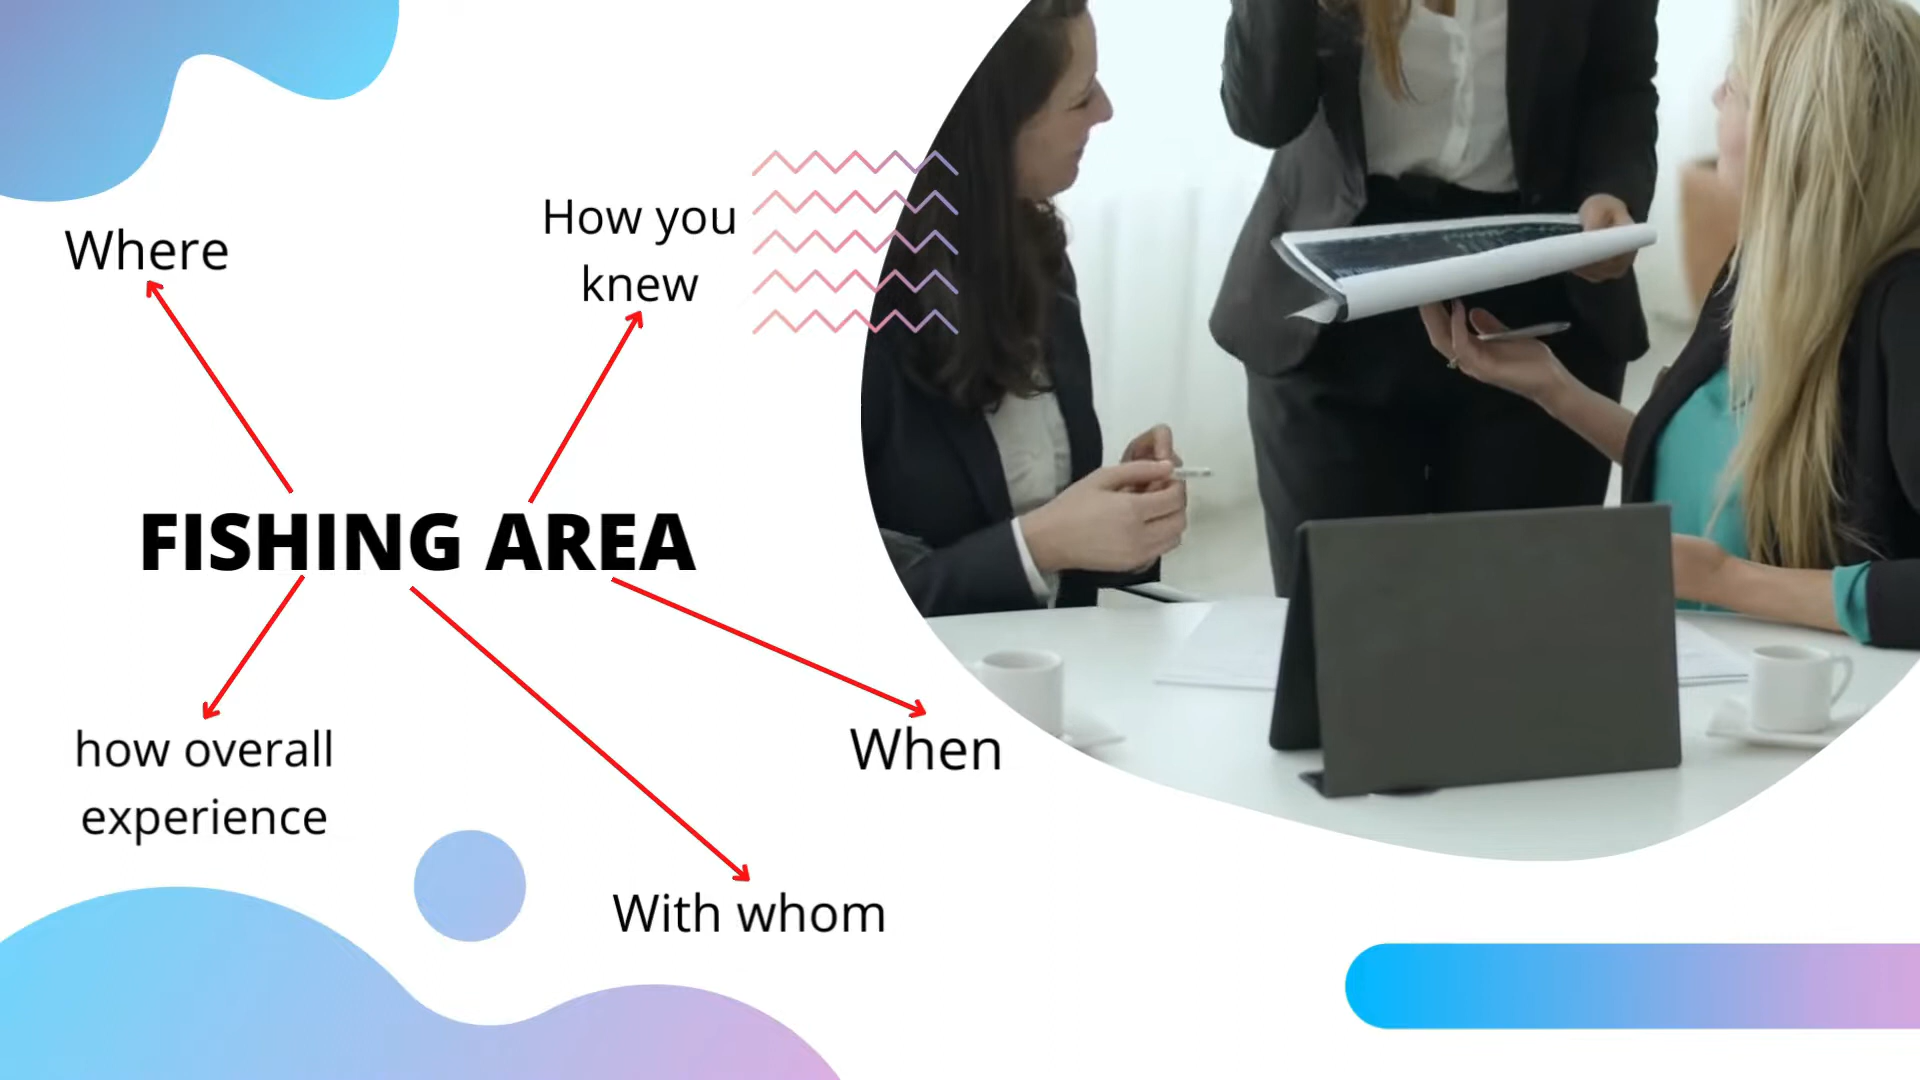 Where
How you
knew
FISHING AREA
how overall
experience
When
With whom